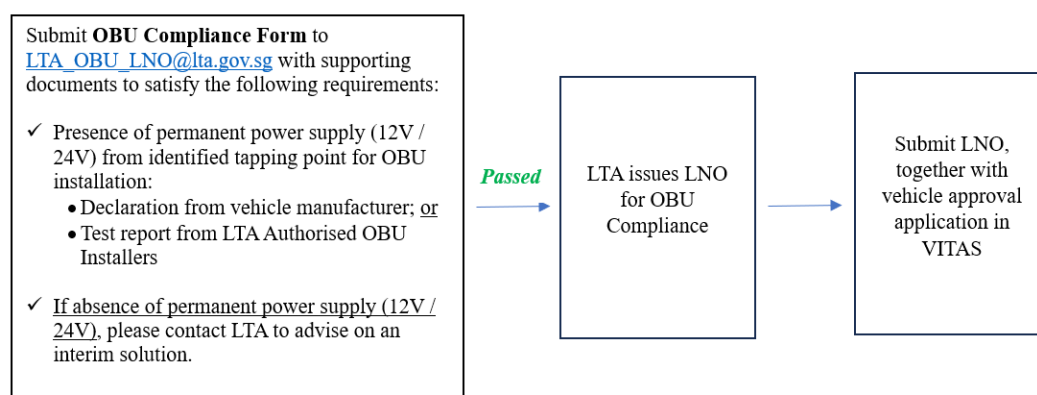 Submit OBU Compliance Form to
LTA_OBU_LNO@lta.gov.sg with supporting
documents to satisfy the following requirements:
✓ Presence of permanent power supply (12V /
24V) from identified tapping point for OBU
installation:
• Declaration from vehicle manufacturer; or
• Test report from LTA Authorised OBU
Installers
✓ If absence of permanent power supply (12V /
24V), please contact LTA to advise on an
interim solution.
Passed
LTA issues LNO
for OBU
Compliance
Submit LNO,
together with
vehicle approval
application in
VITAS